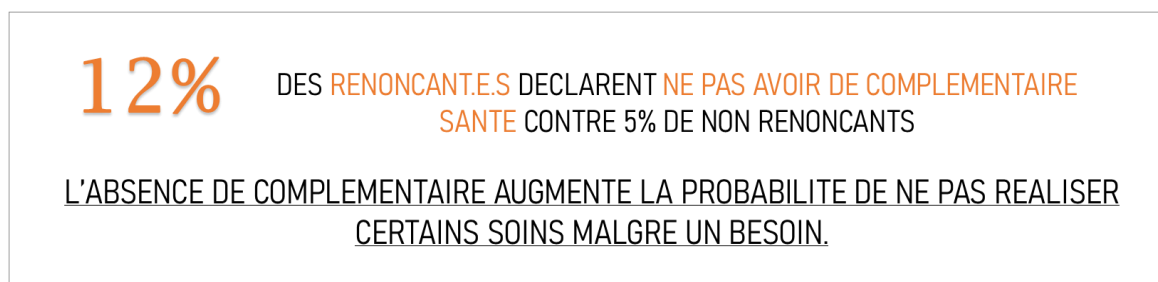 12%
DES RENONCANT.E.S DECLARENT NE PAS AVOIR DE COMPLEMENTAIRE
SANTE CONTRE 5% DE NON RENONCANTS
L’ABSENCE DE COMPLEMENTAIRE AUGMENTE LA PROBABILITE DE NE PAS REALISER
CERTAINS SOINS MALGRE UN BESOIN.